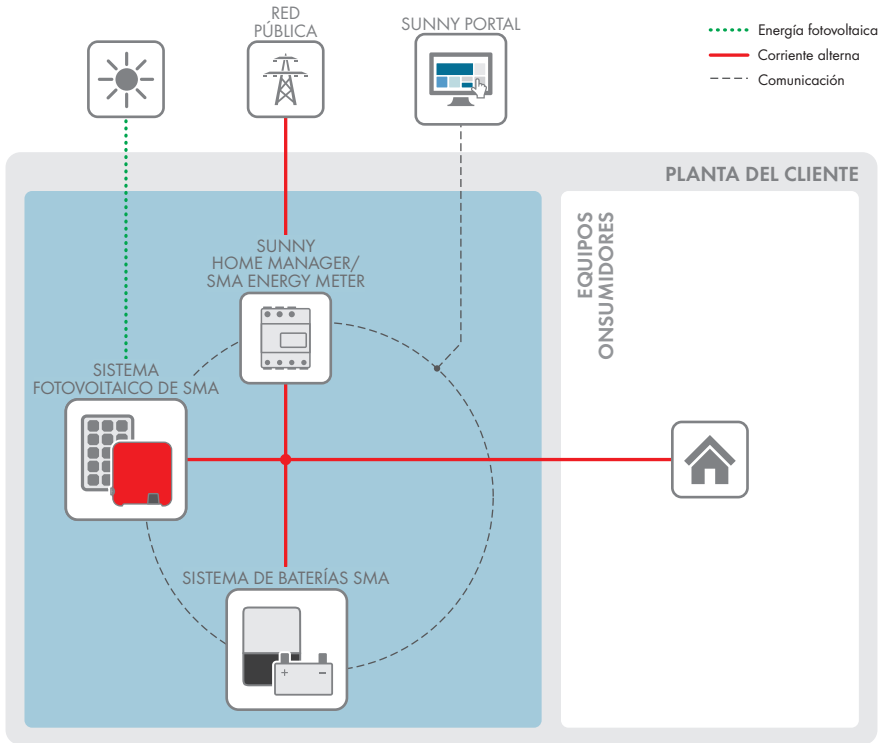 RED
PÚBLICA
SUNNY PORTAL
Energía fotovoltaica
Corriente alterna
Comunicación
PLANTA DEL CLIENTE
EQUIPOS
ONSUMIDORES
SUNNY
HOME MANAGER/
SMA ENERGY METER
SISTEMA
FOTOVOLTAICO DE SMA
SISTEMA DE BATERÍAS SMA
+ −